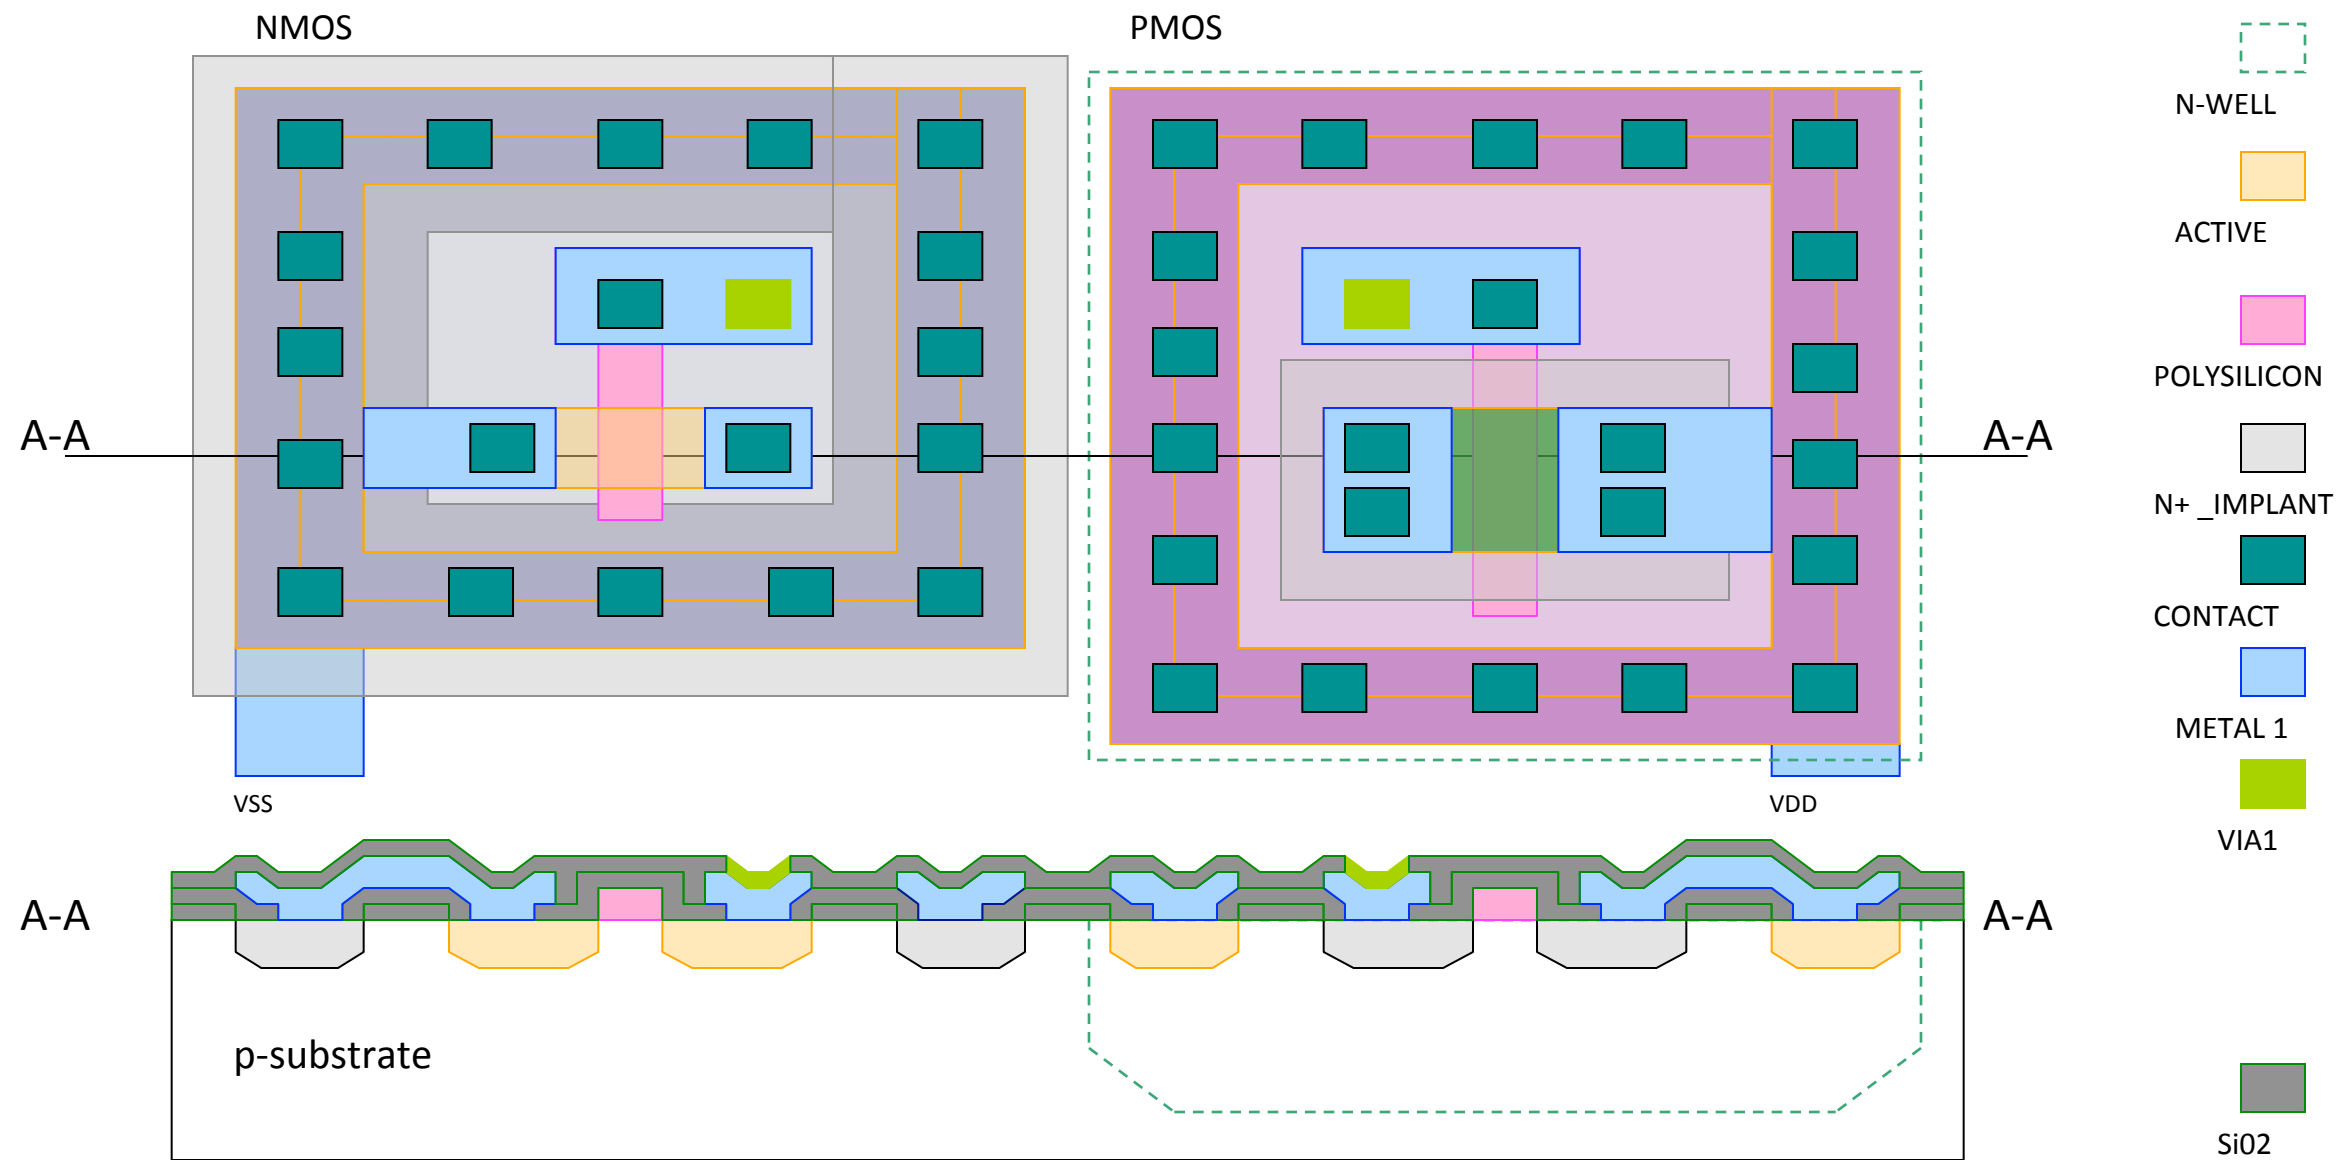 NMOS
PMOS
N-WELL
ACTIVE
POLYSILICON
A-A
A-A
N+ _IMPLANT
CONTACT
METAL 1
VSS
VDD
VIA1
A-A
A-A
p-substrate
Si02